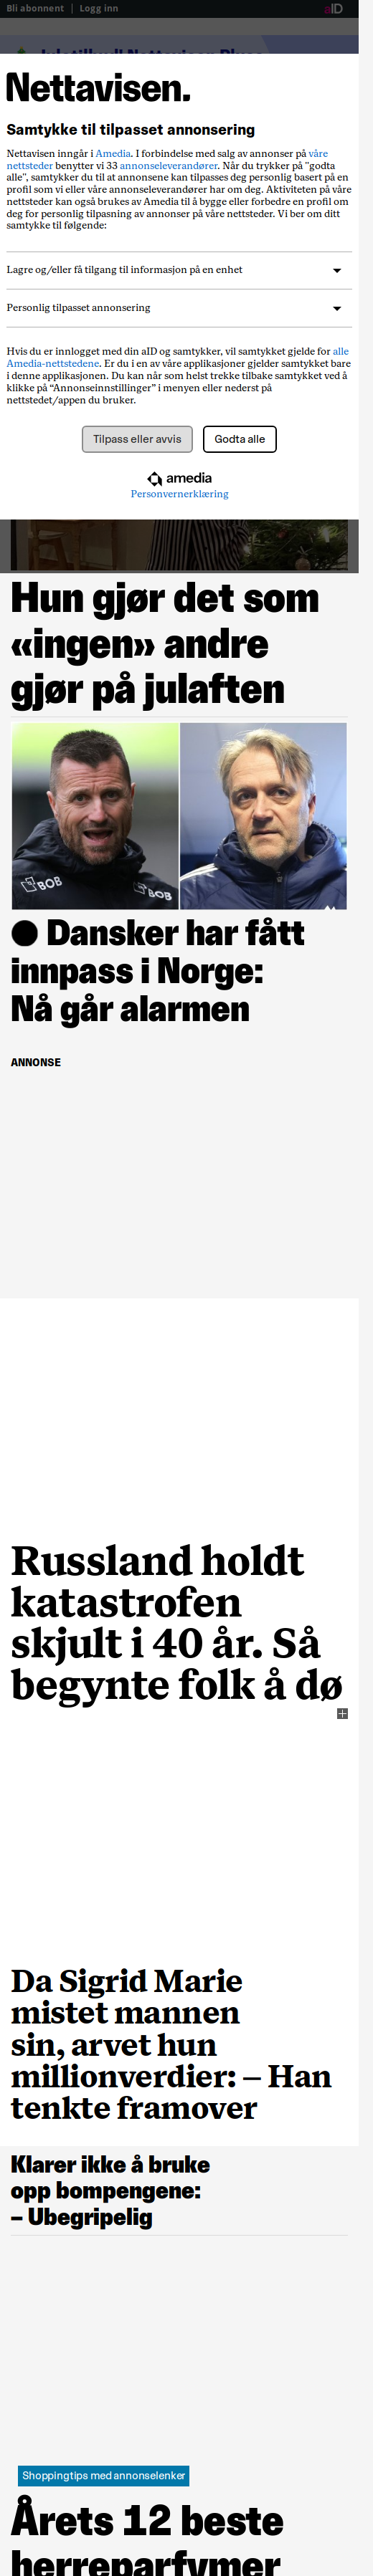 Bli abonnent | Logg inn
aID
Juletilbud! Nettavisen Pluss
Nettavisen.
Samtykke til tilpasset annonsering
Nettavisen inngår i Amedia. I forbindelse med salg av annonser på våre
nettsteder benytter vi 33 annonseleverandører. Når du trykker på "godta
alle", samtykker du til at annonsene kan tilpasses deg personlig basert på en
profil som vi eller våre annonseleverandører har om deg. Aktiviteten på våre
nettsteder kan også brukes av Amedia til å bygge eller forbedre en profil om
deg for personlig tilpasning av annonser på våre nettsteder. Vi ber om ditt
samtykke til følgende:
Lagre og/eller få tilgang til informasjon på en enhet
Personlig tilpasset annonsering
Hvis du er innlogget med din aID og samtykker, vil samtykket gjelde for alle
Amedia-nettstedene. Er du i en av våre applikasjoner gjelder samtykket bare
i denne applikasjonen. Du kan når som helst trekke tilbake samtykket ved å
klikke på “Annonseinnstillinger” i menyen eller nederst på
nettstedet/appen du bruker.
Tilpass eller avvis
Godta alle
amedia
Personvernerklæring
Hun gjør det som
«ingen» andre
gjør på julaften
BOB BOB
Dansker har fått
innpass i Norge:
Nå går alarmen
ANNONSE
Russland holdt
katastrofen
skjult i 40 år. Så
begynte folk å dø
Da Sigrid Marie
mistet mannen
sin, arvet hun
millionverdier: – Han
tenkte framover
Klarer ikke å bruke
opp bompengene:
– Ubegripelig
Shoppingtips med annonselenker
Årets 12 beste
herreparfymer